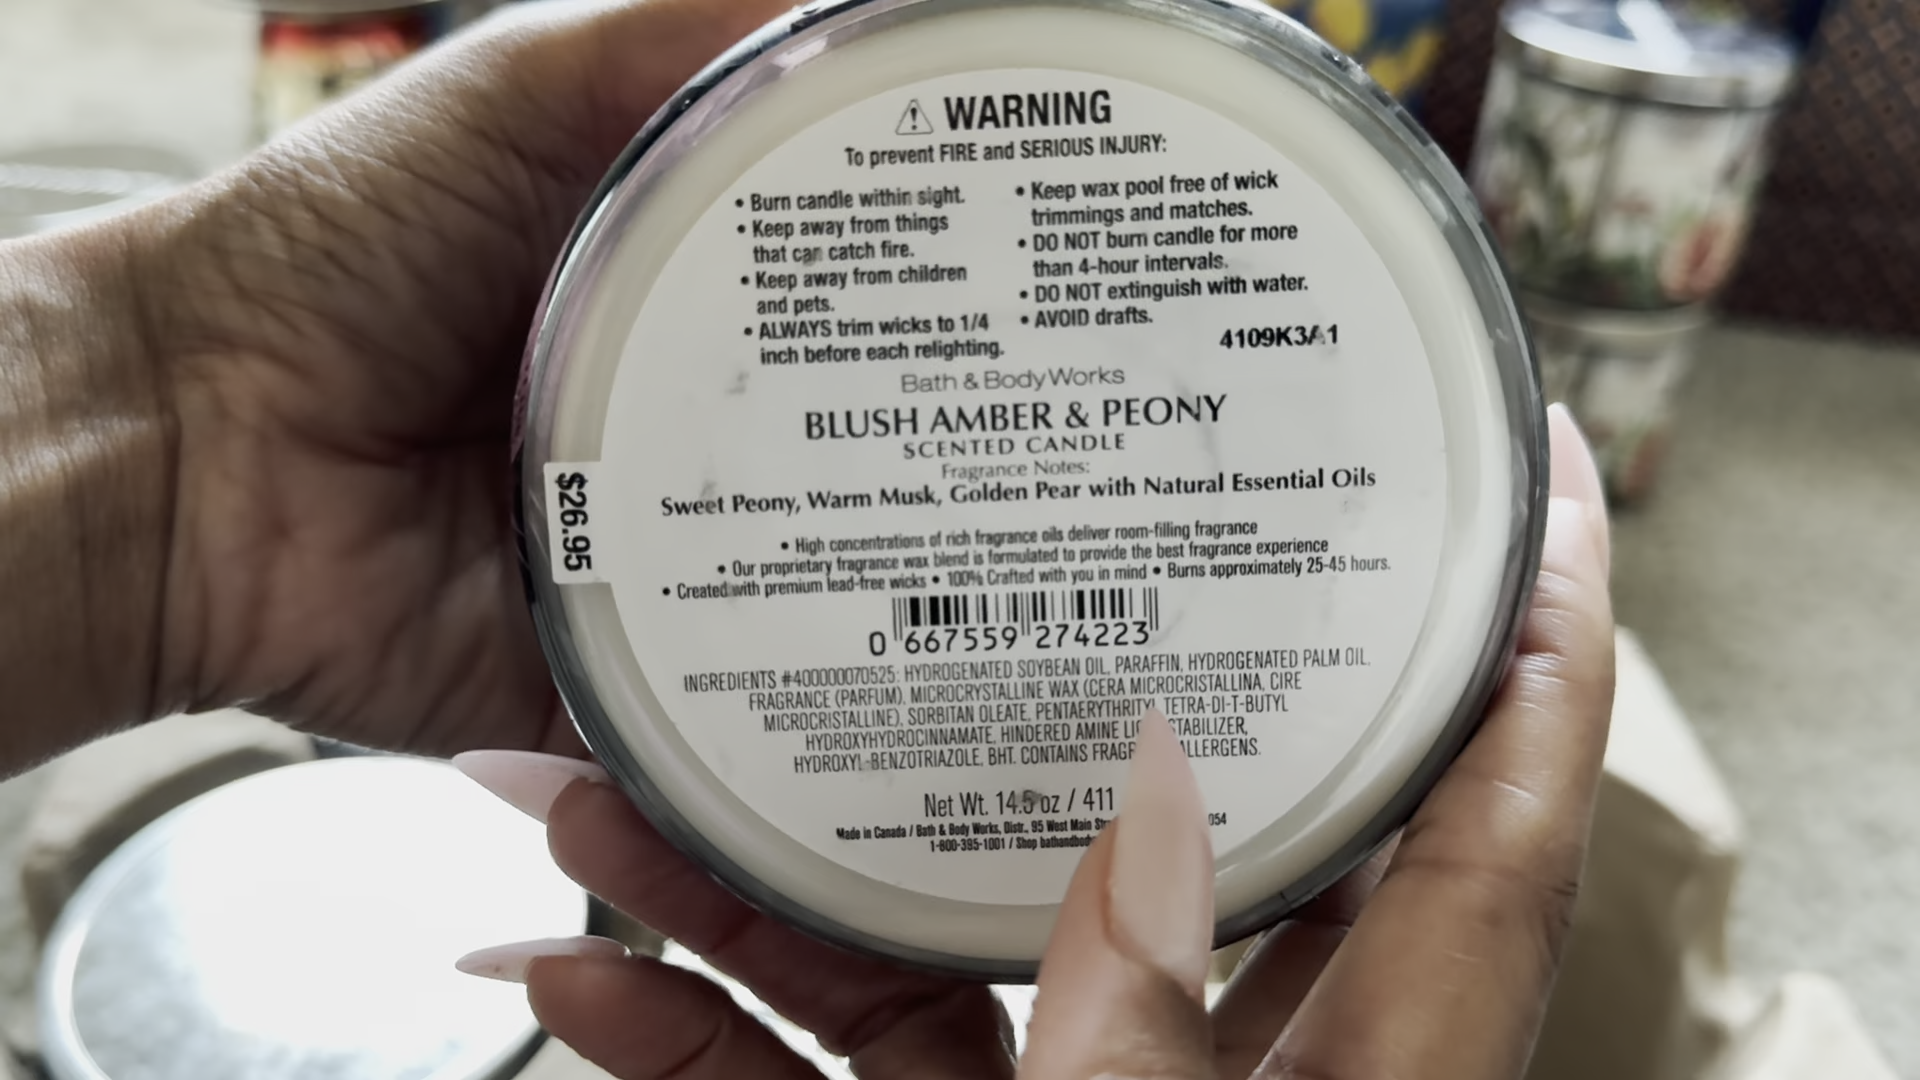 WARNING
To prevent FIRE and SERIOUS INJURY:
• Burn candle within sight.
• Keep away from things
that can catch fire.
• Keep away from children
and pets.
• ALWAYS trim wicks to 1/4
inch before each relighting.
• Keep wax pool free of wick
trimmings and matches.
• DO NOT burn candle for more
than 4-hour intervals.
• DO NOT extinguish with water.
• AVOID drafts.
4109K3A1
Bath & Body Works
BLUSH AMBER & PEONY
SCENTED CANDLE
Fragrance Notes:
Sweet Peony, Warm Musk, Golden Pear with Natural Essential Oils
$26.95
• High concentrations of rich fragrance oils deliver room-filling fragrance
• Our proprietary fragrance wax blend is formulated to provide the best fragrance experience
• Created with premium lead-free wicks • 100% Crafted with you in mind • Burns approximately 25-45 hours.
0 667559 274223
INGREDIENTS #400000070525: HYDROGENATED SOYBEAN OIL, PARAFFIN, HYDROGENATED PALM OIL,
FRAGRANCE (PARFUM), MICROCRYSTALLINE WAX (CERA MICROCRISTALLINA, CIRE
MICROCRISTALLINE), SORBITAN OLEATE, PENTAERYTHRITYL TETRA-DI-T-BUTYL
HYDROXYHYDROCINNAMATE, HINDERED AMINE STABILIZER,
HYDROXYL-BENZOTRIAZOLE, BHT. CONTAINS ALLERGENS.
Net Wt. 14.5 oz / 411
Made in Canada / Bath & Body Works, Distr., 95 West Main 054
1-800-395-1001 / Shop